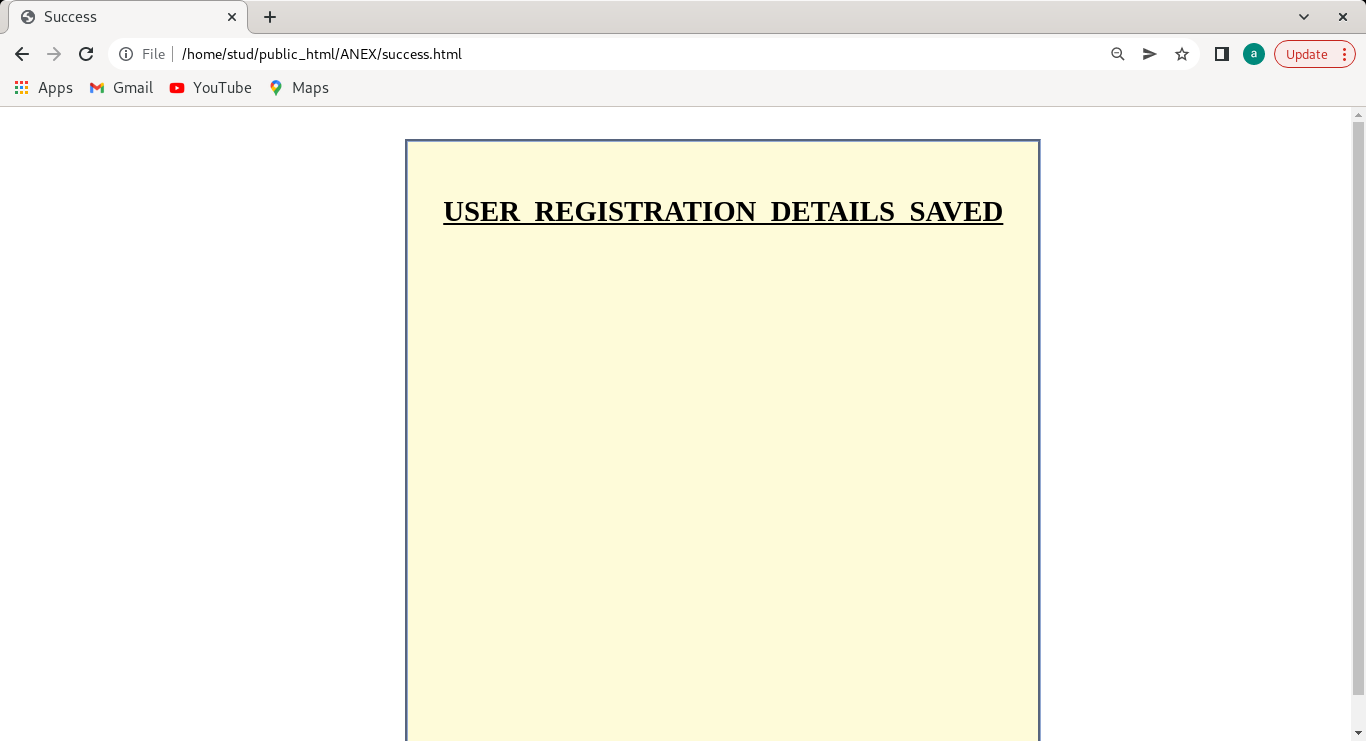 Success
File
/home/stud/public_html/ANEX/success.html
a
Update
Apps
Gmail
YouTube
Maps
USER REGISTRATION DETAILS SAVED